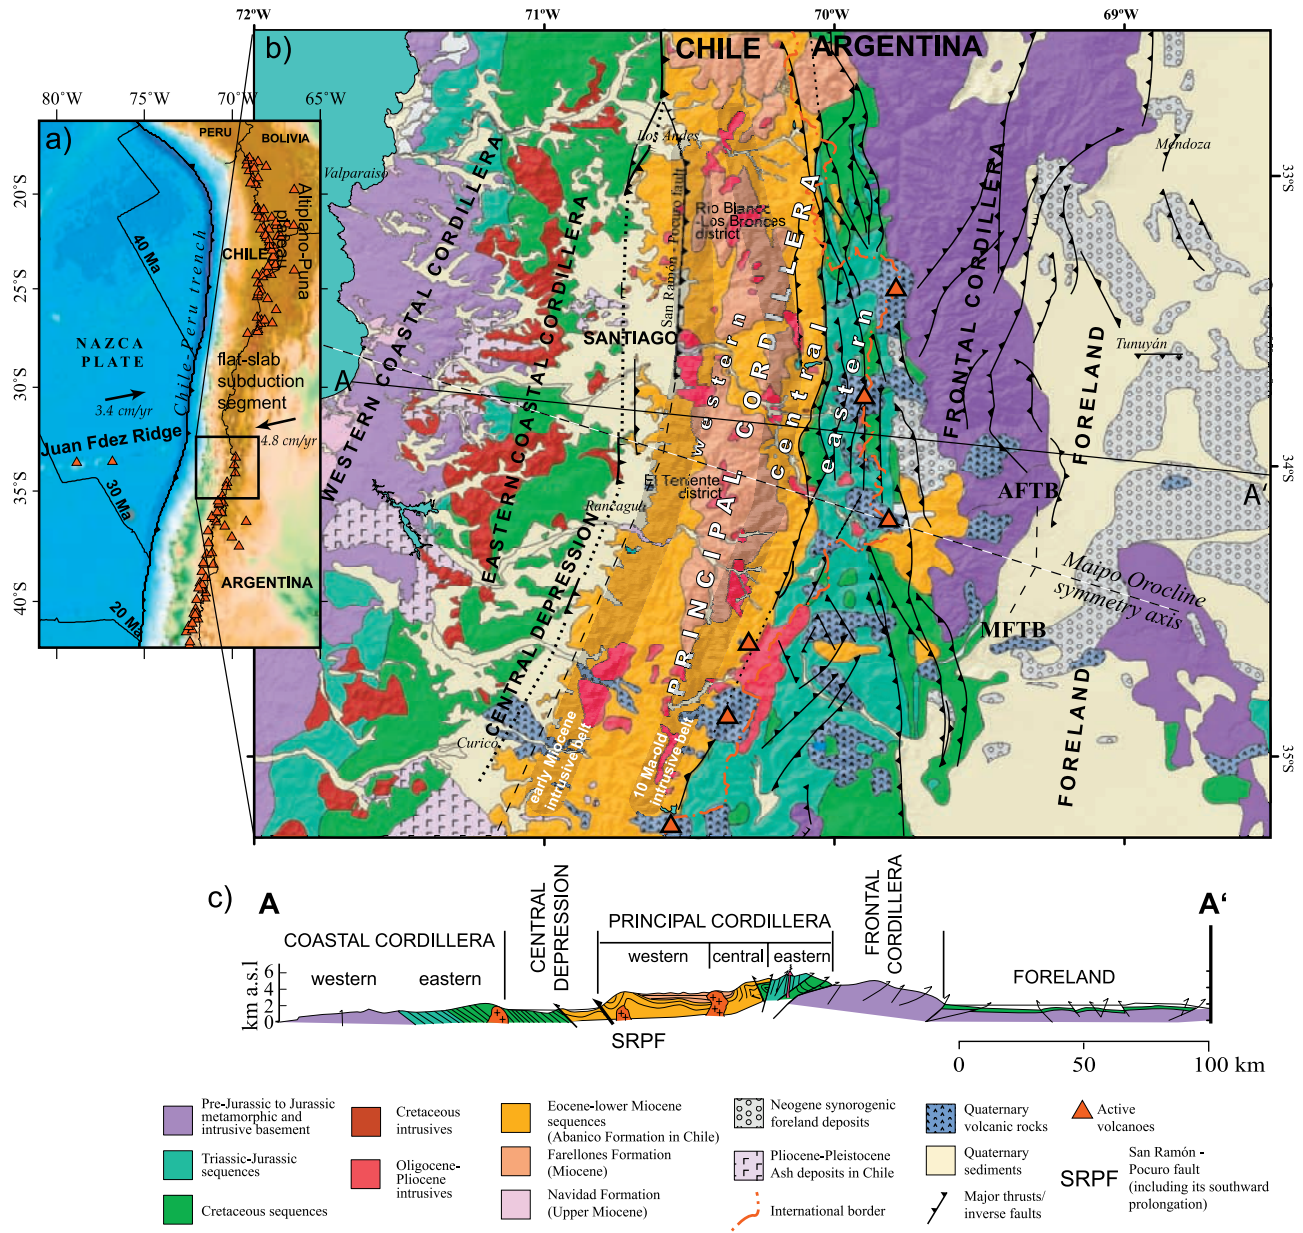 72°W
71°W
70°W
69°W
b)
CHILE
ARGENTINA
80°W
75°W
70°W
65°W
a)
PERU
BOLIVIA
20°S
25°S
30°S
35°S
40°S
40 Ma
30 Ma
20 Ma
Chile-Peru trench
CHILE
Altiplano-Puna
plateau
NAZCA
PLATE
3.4 cm/yr
flat-slab
subduction
segment
4.8 cm/yr
Juan Fdez Ridge
ARGENTINA
Valparaiso
Los Andes
Mendoza
33°S
34°S
35°S
WESTERN COASTAL CORDILLERA
EASTERN COASTAL CORDILLERA
CENTRAL DEPRESSION
San Ramón - Pocuro fault
Rio Blanco
-Los Bronces
district
SANTIAGO
PRINCIPAL CORDILLERA
western
central
eastern
FRONTAL CORDILLERA
FORELAND
Tunuyán
A
A'
El Teniente
district
Rancagua
AFTB
Maipo Orocline
symmetry axis
MFTB
FORELAND
Curico
early Miocene
intrusive belt
10 Ma-old
intrusive belt
c)
A
A'
COASTAL CORDILLERA
western
eastern
CENTRAL
DEPRESSION
PRINCIPAL CORDILLERA
western
central
eastern
FRONTAL
CORDILLERA
FORELAND
km a.s.l
6
4
2
0
SRPF
0
50
100 km
Pre-Jurassic to Jurassic
metamorphic and
intrusive basement
Triassic-Jurassic
sequences
Cretaceous sequences
Cretaceous
intrusives
Oligocene-
Pliocene
intrusives
Eocene-lower Miocene
sequences
(Abanico Formation in Chile)
Farellones Formation
(Miocene)
Navidad Formation
(Upper Miocene)
Neogene synorogenic
foreland deposits
Pliocene-Pleistocene
Ash deposits in Chile
International border
Quaternary
volcanic rocks
Quaternary
sediments
Major thrusts/
inverse faults
Active
volcanoes
SRPF
San Ramón -
Pocuro fault
(including its southward
prolongation)